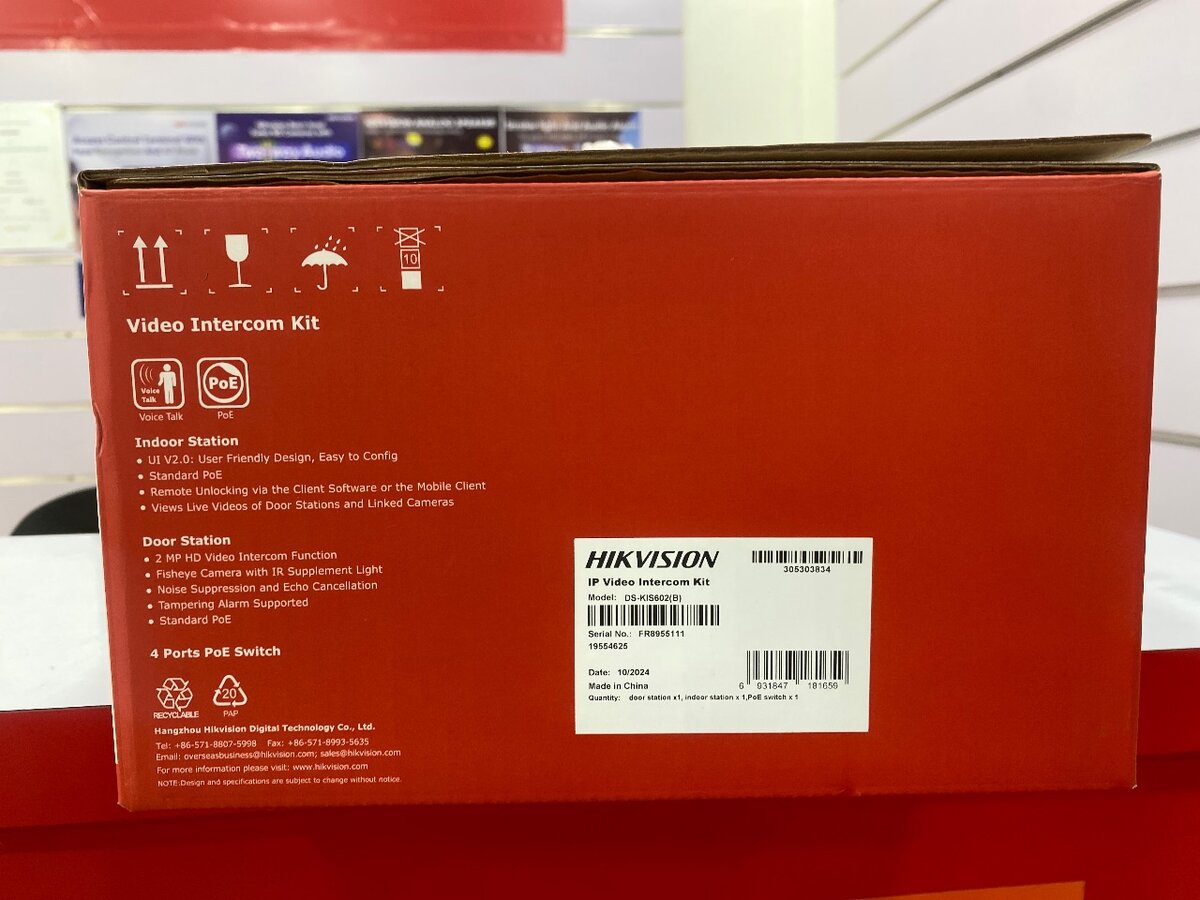 10
Video Intercom Kit
Voice
Talk
PoE
Voice Talk
PoE
Indoor Station
• UI V2.0: User Friendly Design, Easy to Config
• Standard PoE
• Remote Unlocking via the Client Software or the Mobile Client
• Views Live Videos of Door Stations and Linked Cameras
Door Station
• 2 MP HD Video Intercom Function
• Fisheye Camera with IR Supplement Light
• Noise Suppression and Echo Cancellation
• Tampering Alarm Supported
• Standard PoE
4 Ports PoE Switch
20
RECYCLABLE
PAP
Hangzhou Hikvision Digital Technology Co., Ltd.
Tel: +86-571-8807-5998 Fax: +86-571-8993-5635
Email: overseasbusiness@hikvision.com; sales@hikvision.com
For more information please visit: www.hikvision.com
NOTE:Design and specifications are subject to change without notice.
HIKVISION
305303834
IP Video Intercom Kit
Model: DS-KIS602(B)
Serial No.: FR8955111
19554625
Date: 10/2024
Made in China
6 931847 181659
Quantity: door station x1, indoor station x 1,PoE switch x 1